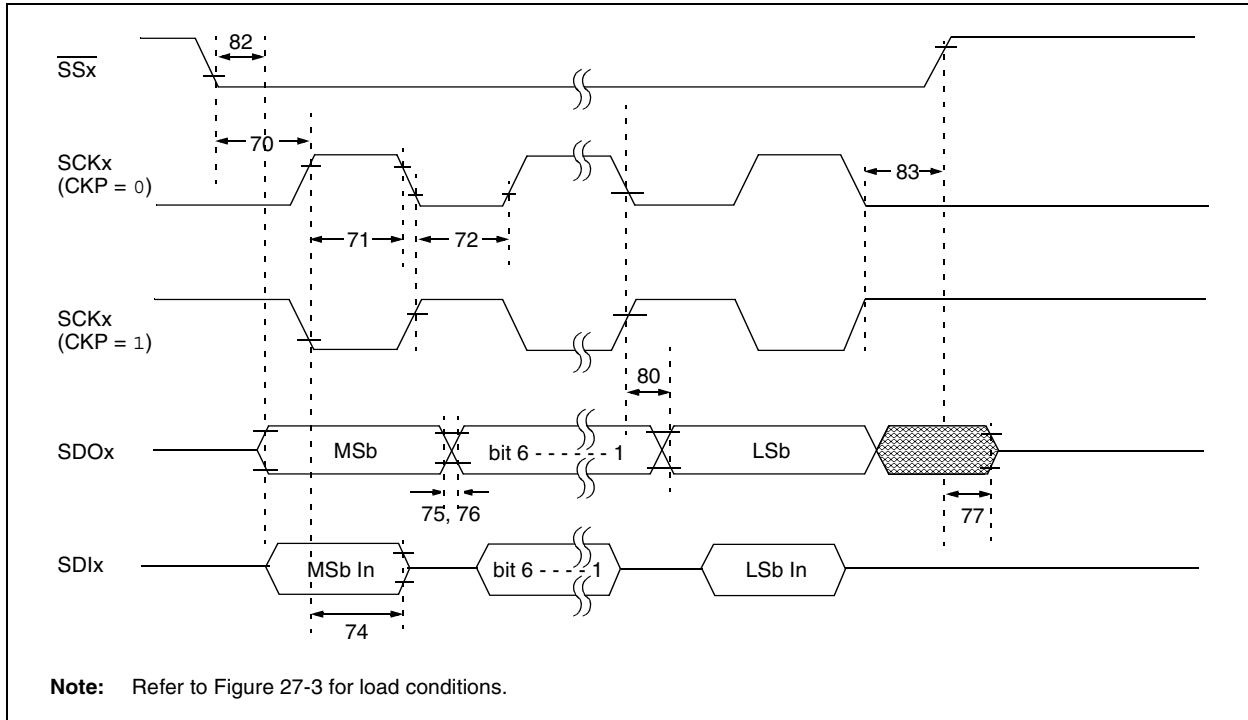 82
SSx
70
SCKx
(CKP = 0)
83
71
72
SCKx
(CKP = 1)
80
SDOx
MSb
bit 6 - - - - - - 1
LSb
75, 76
77
SDIx
MSb In
bit 6 - - - - 1
LSb In
74
Note: Refer to Figure 27-3 for load conditions.